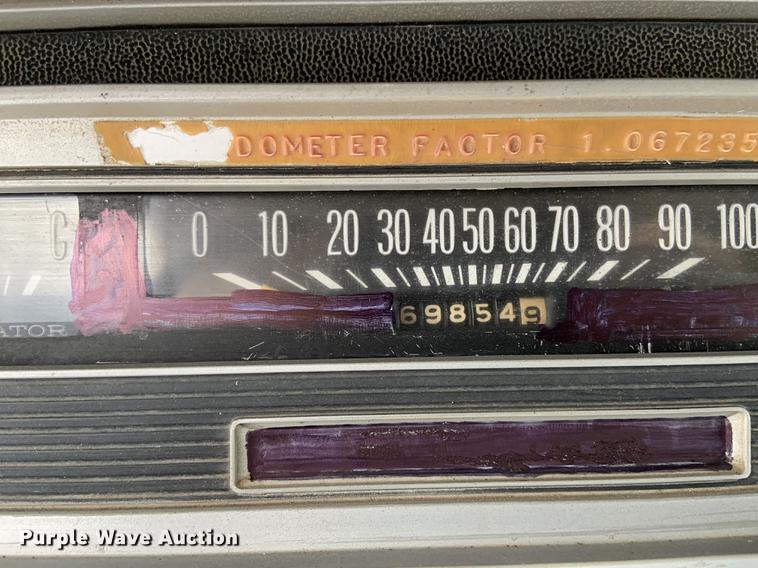 DOMETER FACTOR 1.067235
C 0 10 20 30 40 50 60 70 80 90 100
698549
ATOR
Purple Wave Auction